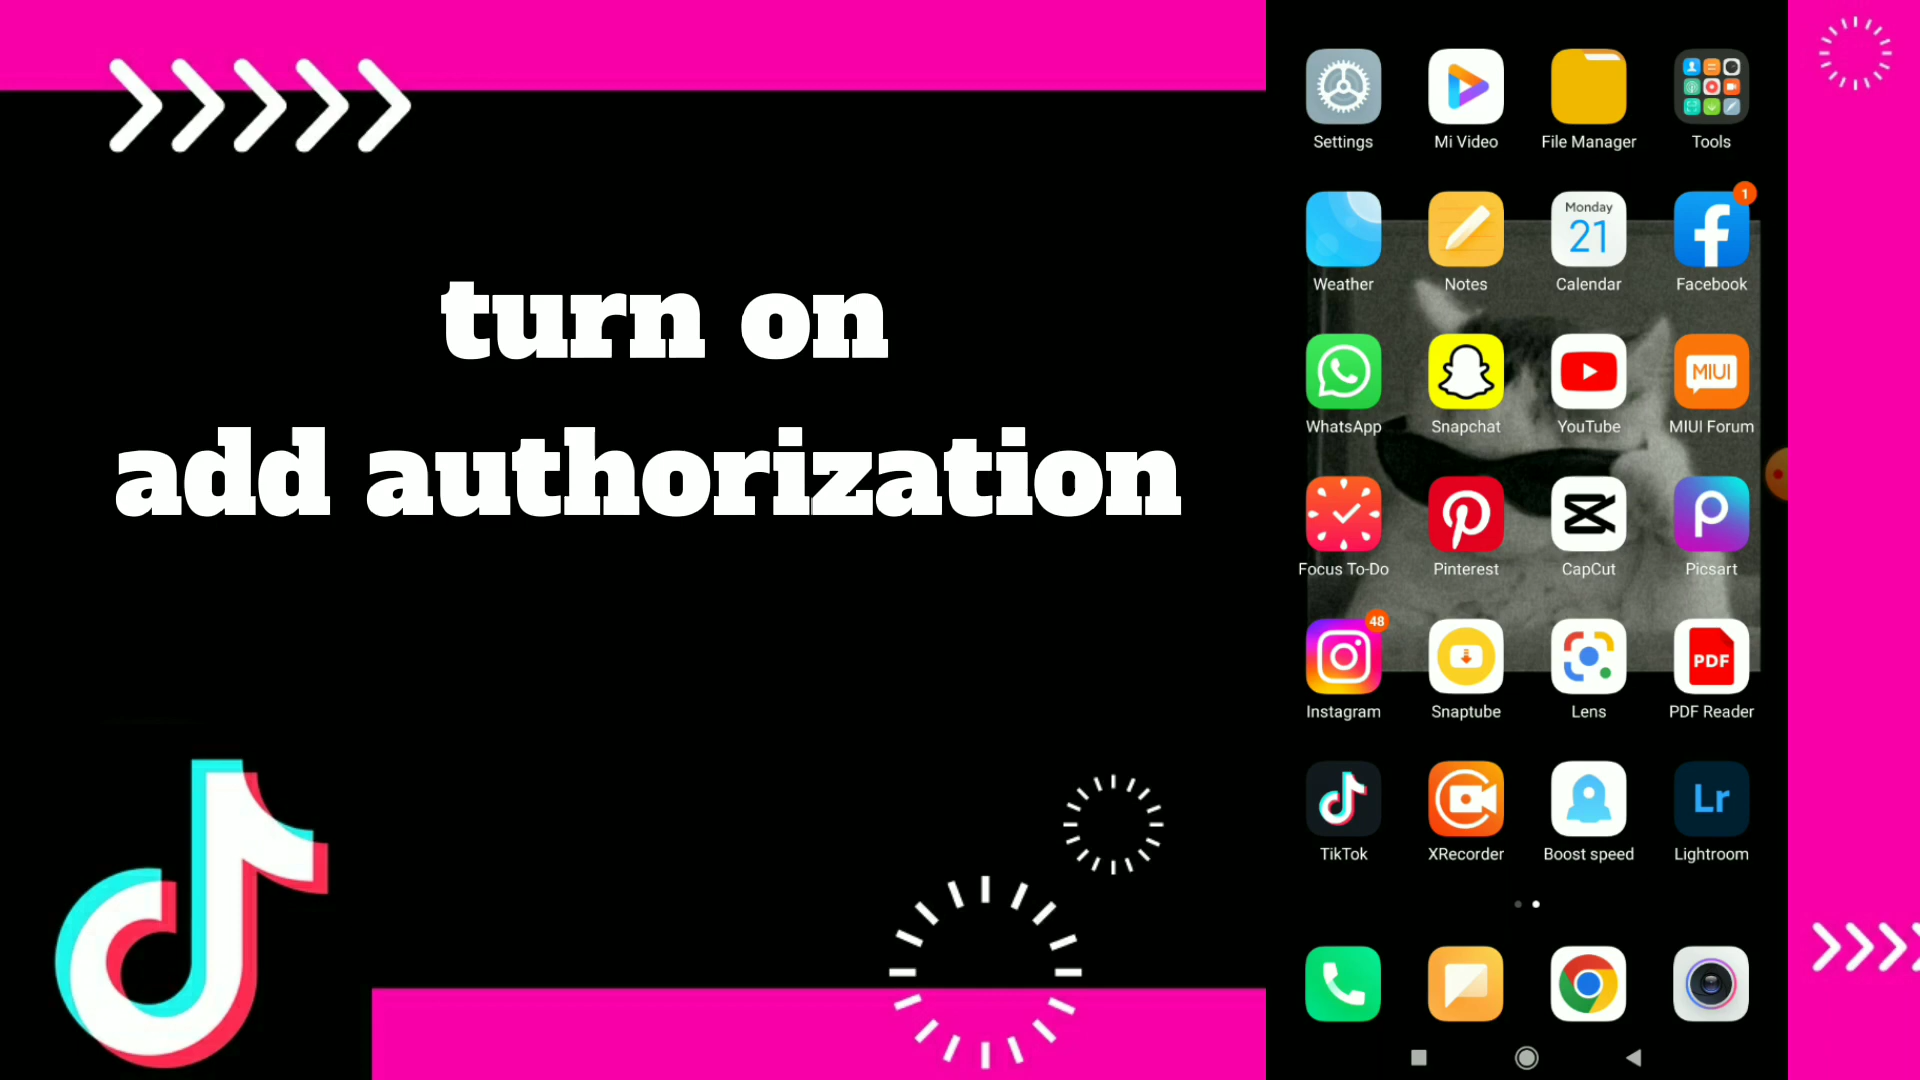 turn on
add authorization
Settings
Mi Video
File Manager
Tools
1
Monday
21
Weather
Notes
Calendar
Facebook
MIUI
WhatsApp
Snapchat
YouTube
MIUI Forum
Focus To-Do
Pinterest
CapCut
Picsart
48
PDF
Instagram
Snaptube
Lens
PDF Reader
Lr
TikTok
XRecorder
Boost speed
Lightroom